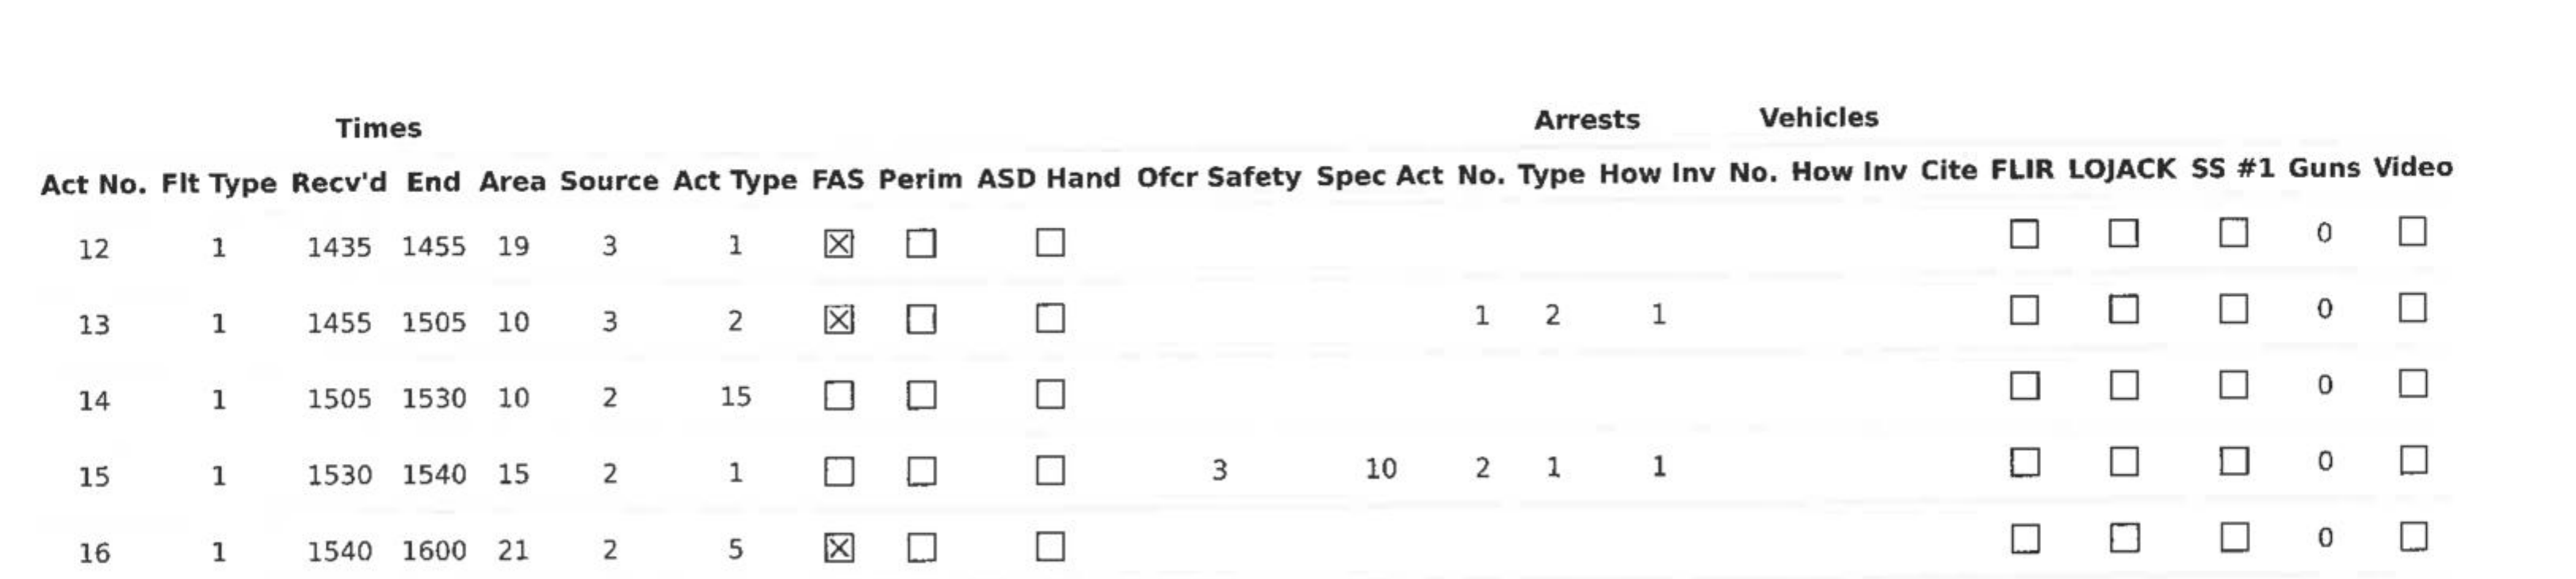 Times Arrests Vehicles
Act No. Flt Type Recv'd End Area Source Act Type FAS Perim ASD Hand Ofcr Safety Spec Act No. Type How Inv No. How Inv Cite FLIR LOJACK SS #1 Guns Video
12 1 1435 1455 19 3 1 ☒ ☐ ☐ ☐ ☐ ☐ 0 ☐
13 1 1455 1505 10 3 2 ☒ ☐ ☐ 1 2 1 ☐ ☐ ☐ 0 ☐
14 1 1505 1530 10 2 15 ☐ ☐ ☐ ☐ ☐ ☐ 0 ☐
15 1 1530 1540 15 2 1 ☐ ☐ ☐ 3 10 2 1 1 ☐ ☐ ☐ 0 ☐
16 1 1540 1600 21 2 5 ☒ ☐ ☐ ☐ ☐ ☐ 0 ☐